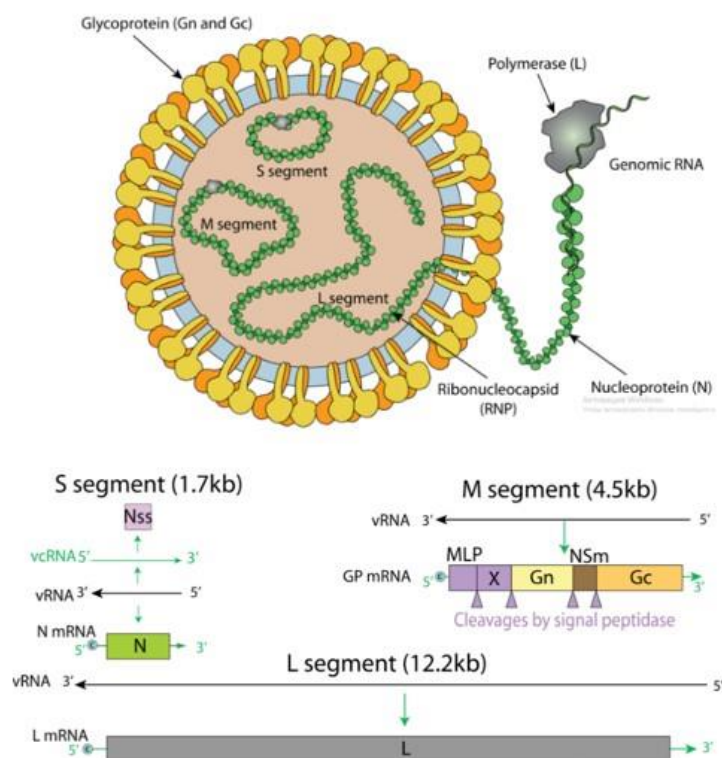 Glycoprotein (Gn and Gc)
Polymerase (L)
S segment
Genomic RNA
M segment
L segment
Ribonucleocapsid
(RNP)
Nucleoprotein (N)
S segment (1.7kb)
Nss
vcRNA 5’ 3’
vRNA 3’ 5’
N mRNA
5’ C N 3’
M segment (4.5kb)
vRNA 3’ 5’
MLP NSm
GP mRNA
5’ C X Gn Gc 3’
Cleavages by signal peptidase
L segment (12.2kb)
vRNA 3’ 5’
L mRNA
5’ C L 3’